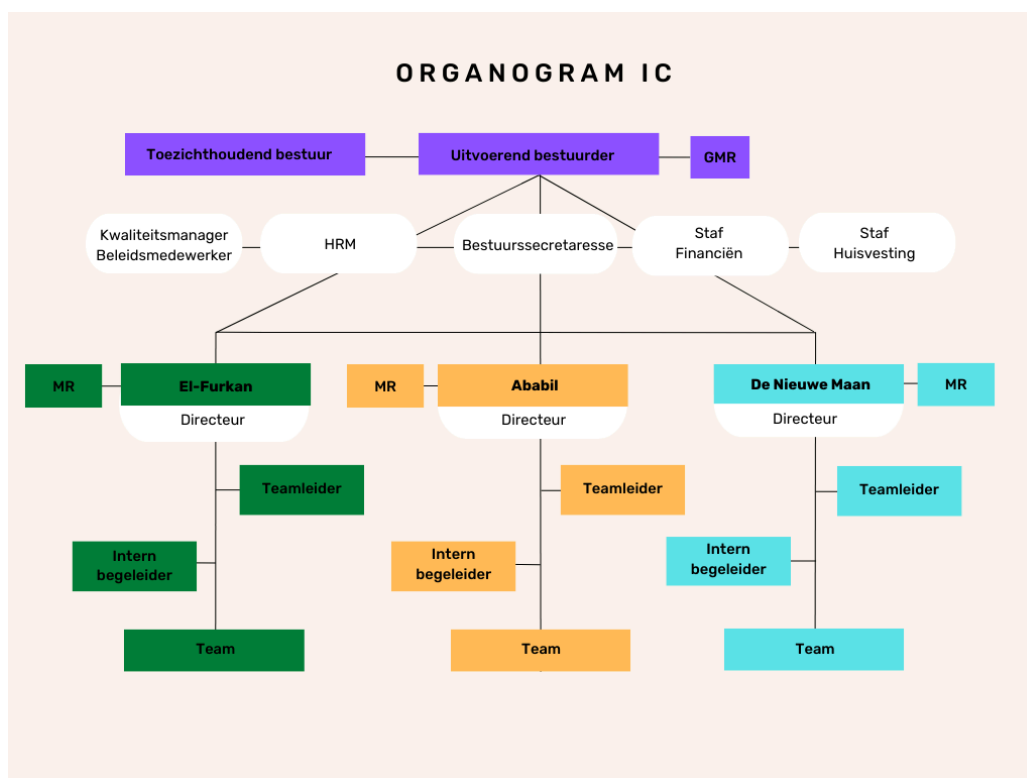 ORGANOGRAM IC
Toezichthoudend bestuur
Uitvoerend bestuurder
GMR
Kwaliteitsmanager
Beleidsmedewerker
HRM
Bestuurssecretaresse
Staf
Financiën
Staf
Huisvesting
MR
El-Furkan
Directeur
MR
Ababil
Directeur
De Nieuwe Maan
Directeur
MR
Teamleider
Teamleider
Teamleider
Intern
begeleider
Intern
begeleider
Intern
begeleider
Team
Team
Team